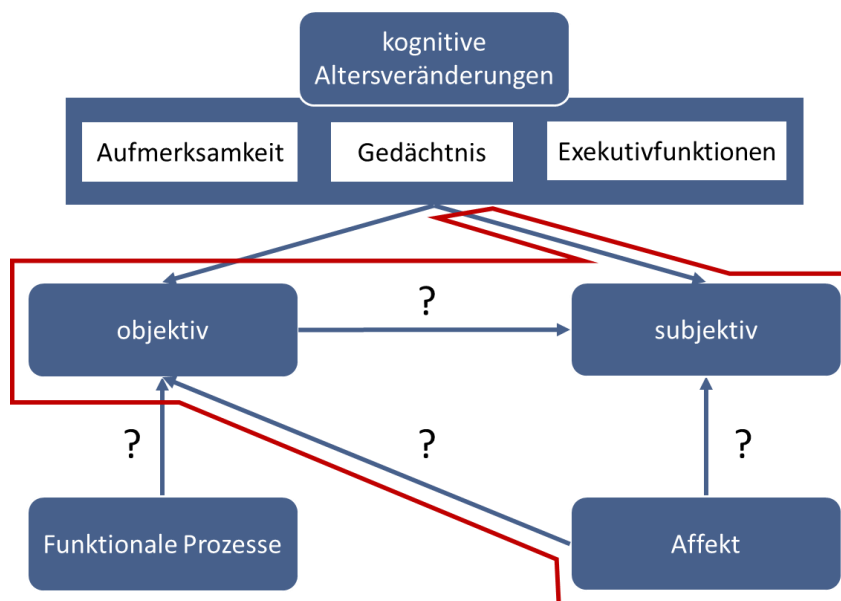 kognitive
Altersveränderungen
Aufmerksamkeit
Gedächtnis
Exekutivfunktionen
?
objektiv
subjektiv
?
?
?
Funktionale Prozesse
Affekt